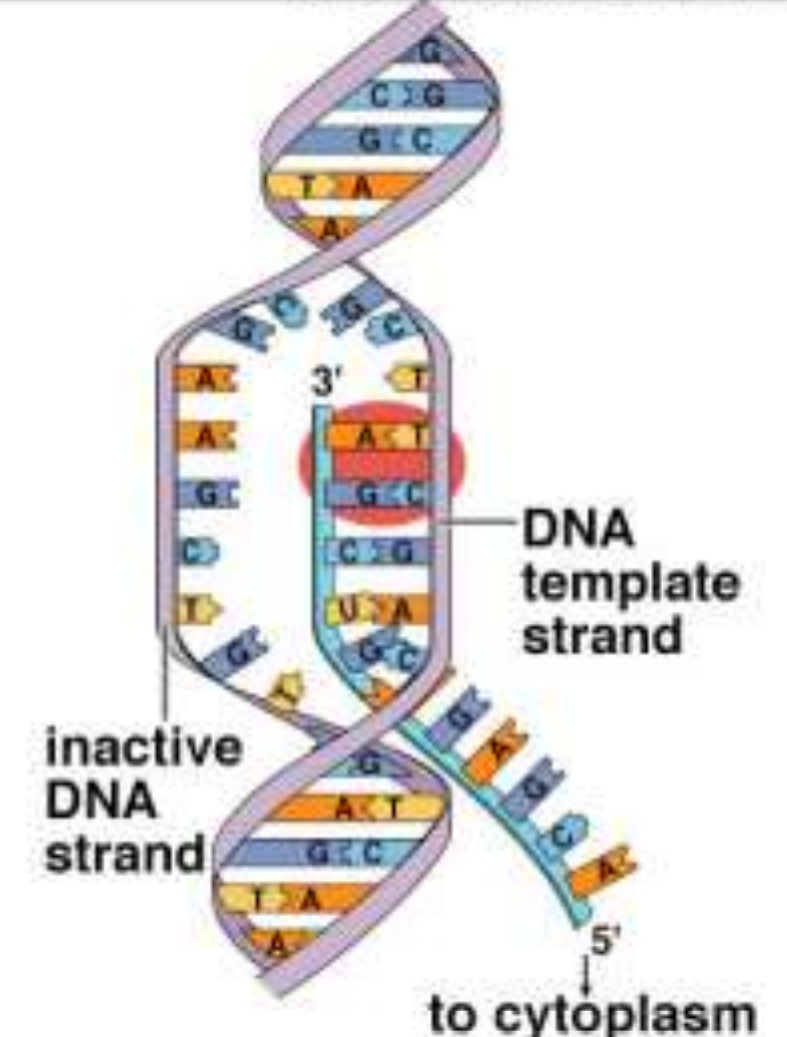 G
C G
G C
T A
A
G C G C
A
3'
T
A
A T
A
G
G C
C
C G
T
U A
G
G C
G
A
G
C
A
DNA
template
strand
inactive
DNA
strand
G
A T
G C
T A
A
5'
to cytoplasm